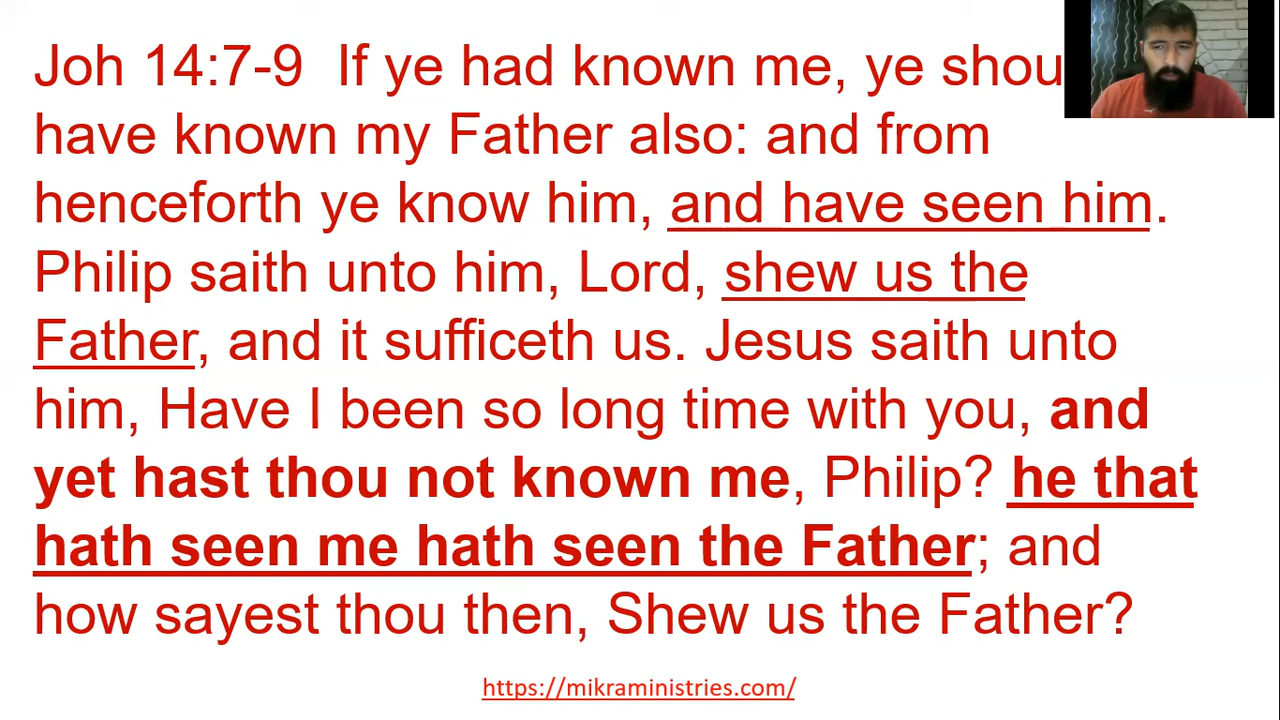 Joh 14:7-9 If ye had known me, ye shou
have known my Father also: and from
henceforth ye know him, and have seen him.
Philip saith unto him, Lord, shew us the
Father, and it sufficeth us. Jesus saith unto
him, Have I been so long time with you, and
yet hast thou not known me, Philip? he that
hath seen me hath seen the Father; and
how sayest thou then, Shew us the Father?
https://mikraministries.com/